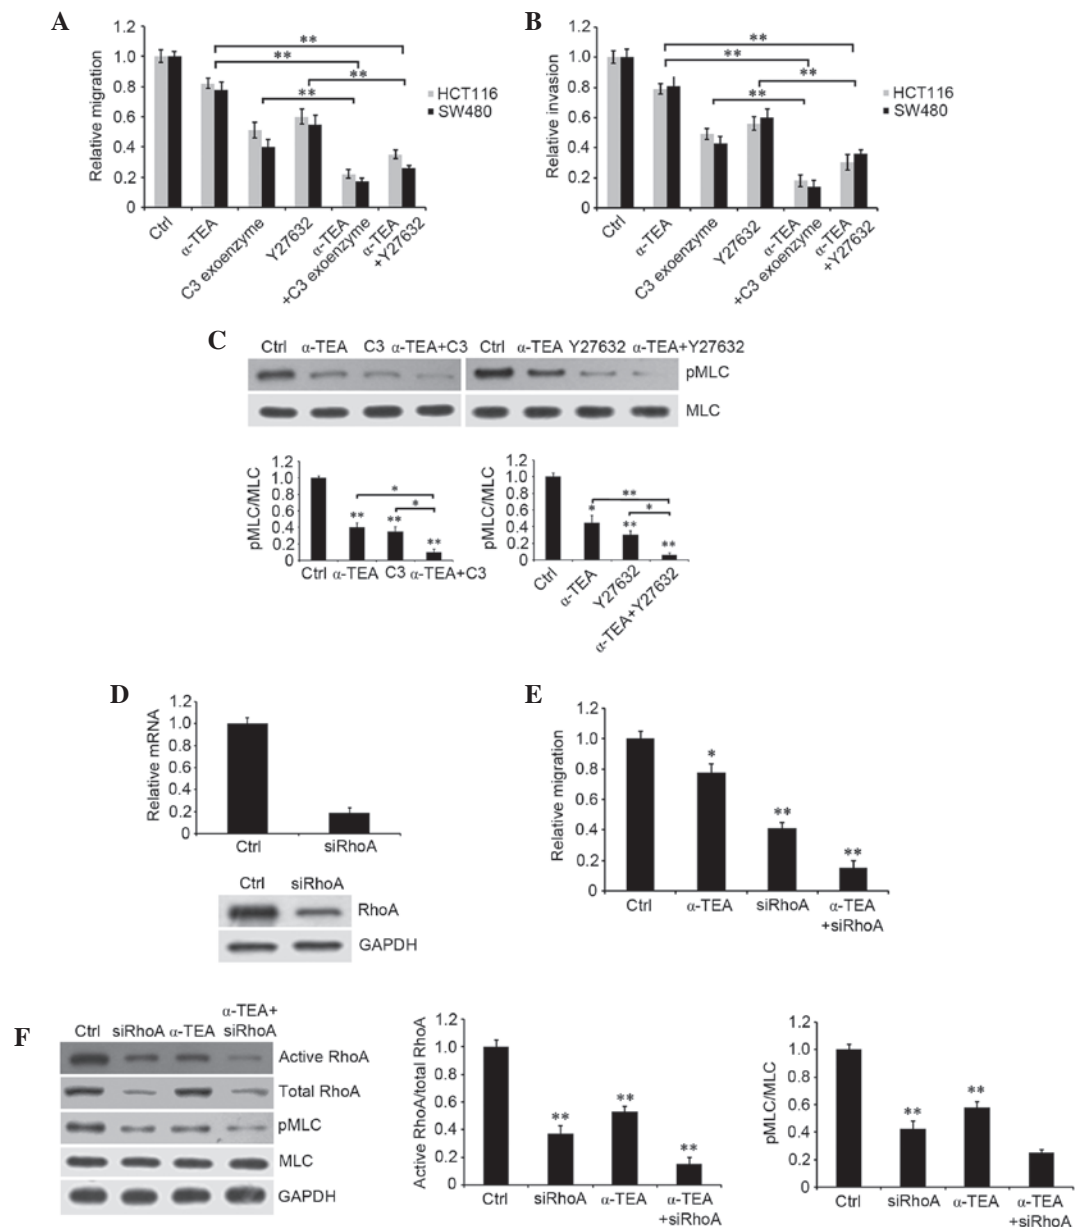 A
B
1.2
1.0
0.8
0.6
0.4
0.2
0
Relative migration
** 
**
**
**
HCT116
SW480
Ctrl
α-TEA
C3 exoenzyme
Y27632
α-TEA
+C3 exoenzyme
α-TEA
+Y27632
1.2
1.0
0.8
0.6
0.4
0.2
0
Relative invasion
**
**
**
**
HCT116
SW480
Ctrl
α-TEA
C3 exoenzyme
Y27632
α-TEA
+C3 exoenzyme
α-TEA
+Y27632
C
Ctrl α-TEA C3 α-TEA+C3 Ctrl α-TEA Y27632 α-TEA+Y27632
pMLC
MLC
1.2
1.0
0.8
0.6
0.4
0.2
0
pMLC/MLC
*
*
** ** **
Ctrl α-TEA C3 α-TEA+C3
1.2
1.0
0.8
0.6
0.4
0.2
0
pMLC/MLC
**
*
* ** **
Ctrl
α-TEA
Y27632
α-TEA+Y27632
D
1.2
1.0
0.8
0.6
0.4
0.2
0
Relative mRNA
Ctrl siRhoA
Ctrl siRhoA
RhoA
GAPDH
E
1.2
1.0
0.8
0.6
0.4
0.2
0
Relative migration
* ** **
Ctrl α-TEA siRhoA α-TEA
+siRhoA
F
α-TEA+
Ctrl siRhoA α-TEA siRhoA
Active RhoA
Total RhoA
pMLC
MLC
GAPDH
1.2
1.0
0.8
0.6
0.4
0.2
0
Active RhoA/total RhoA
** ** **
Ctrl siRhoA α-TEA α-TEA
+siRhoA
1.2
1.0
0.8
0.6
0.4
0.2
0
pMLC/MLC
** **
Ctrl siRhoA α-TEA α-TEA
+siRhoA